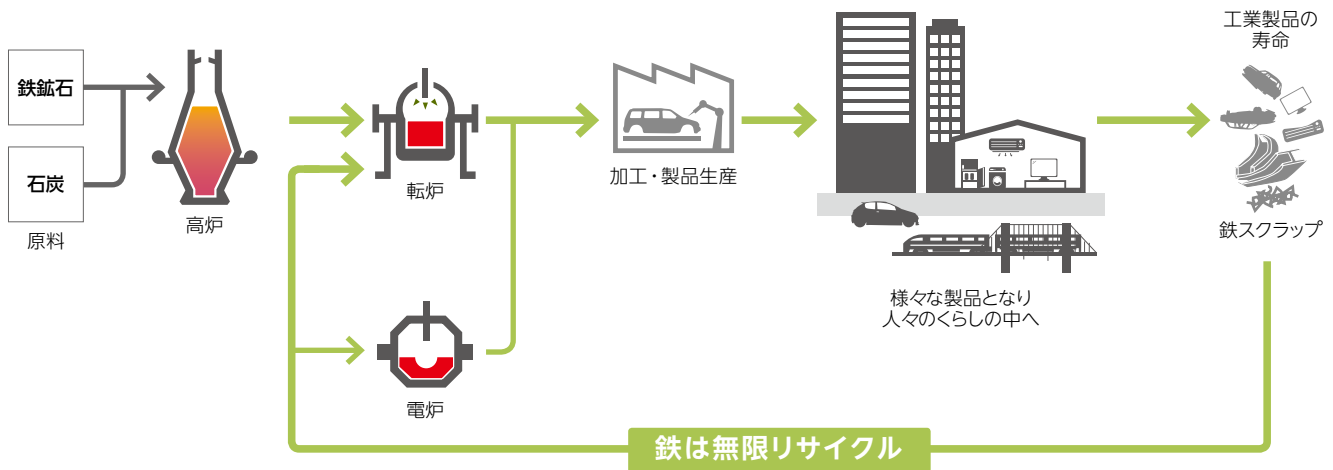 鉄鉱石
石炭
原料
高炉
転炉
電炉
加工・製品生産
様々な製品となり
人々のくらしの中へ
工業製品の
寿命
鉄スクラップ
鉄は無限リサイクル